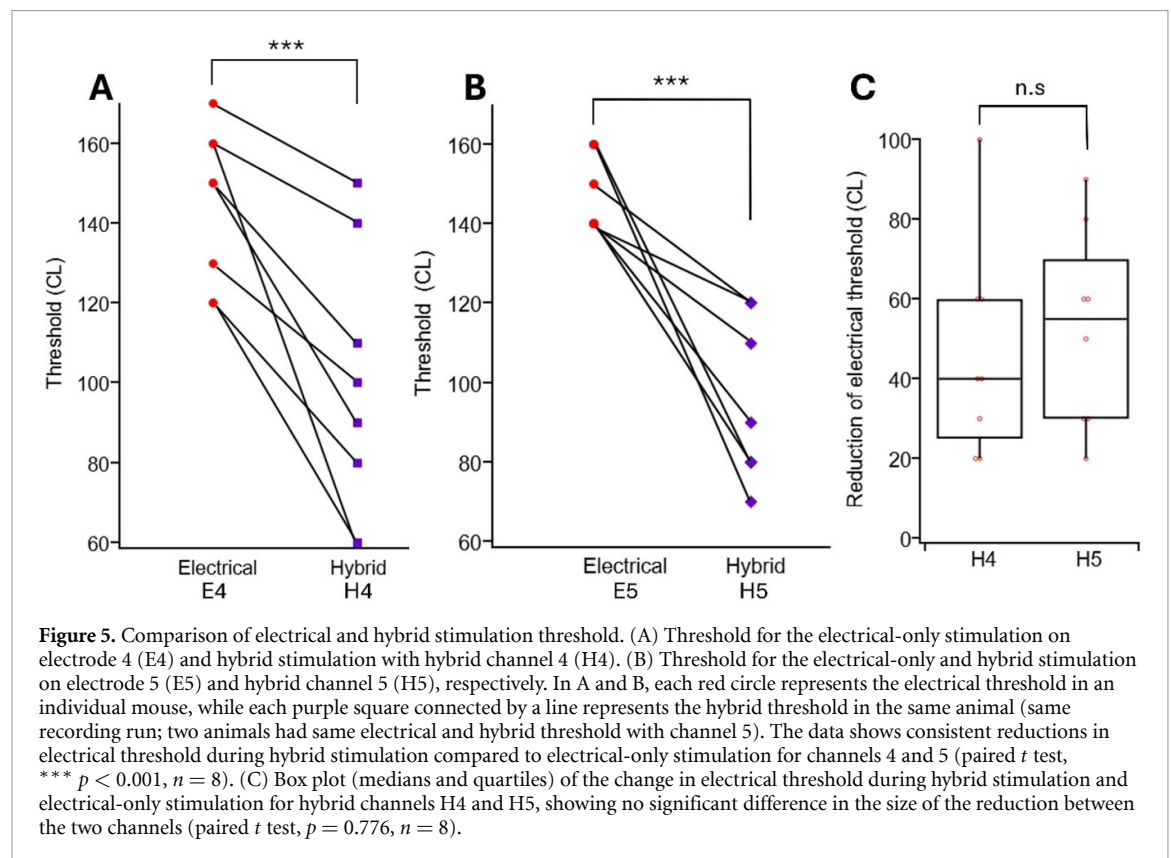 ***
A
160
140
120
100
80
60
Threshold (CL)
Electrical
E4
Hybrid
H4
***
B
160
140
120
100
80
60
Threshold (CL)
Electrical
E5
Hybrid
H5
n.s
C
100
80
60
40
20
0
Reduction of electrical threshold (CL)
H4
H5
Figure 5. Comparison of electrical and hybrid stimulation threshold. (A) Threshold for the electrical-only stimulation on
electrode 4 (E4) and hybrid stimulation with hybrid channel 4 (H4). (B) Threshold for the electrical-only and hybrid stimulation
on electrode 5 (E5) and hybrid channel 5 (H5), respectively. In A and B, each red circle represents the electrical threshold in an
individual mouse, while each purple square connected by a line represents the hybrid threshold in the same animal (same
recording run; two animals had same electrical and hybrid threshold with channel 5). The data shows consistent reductions in
electrical threshold during hybrid stimulation compared to electrical-only stimulation for channels 4 and 5 (paired t test,
*** p < 0.001, n = 8). (C) Box plot (medians and quartiles) of the change in electrical threshold during hybrid stimulation and
electrical-only stimulation for hybrid channels H4 and H5, showing no significant difference in the size of the reduction between
the two channels (paired t test, p = 0.776, n = 8).